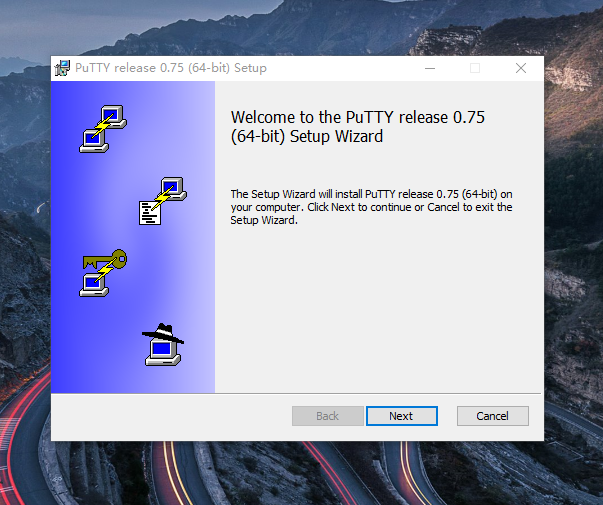 PuTTY release 0.75 (64-bit) Setup
Welcome to the PuTTY release 0.75
(64-bit) Setup Wizard
The Setup Wizard will install PuTTY release 0.75 (64-bit) on
your computer. Click Next to continue or Cancel to exit the
Setup Wizard.
Back
Next
Cancel